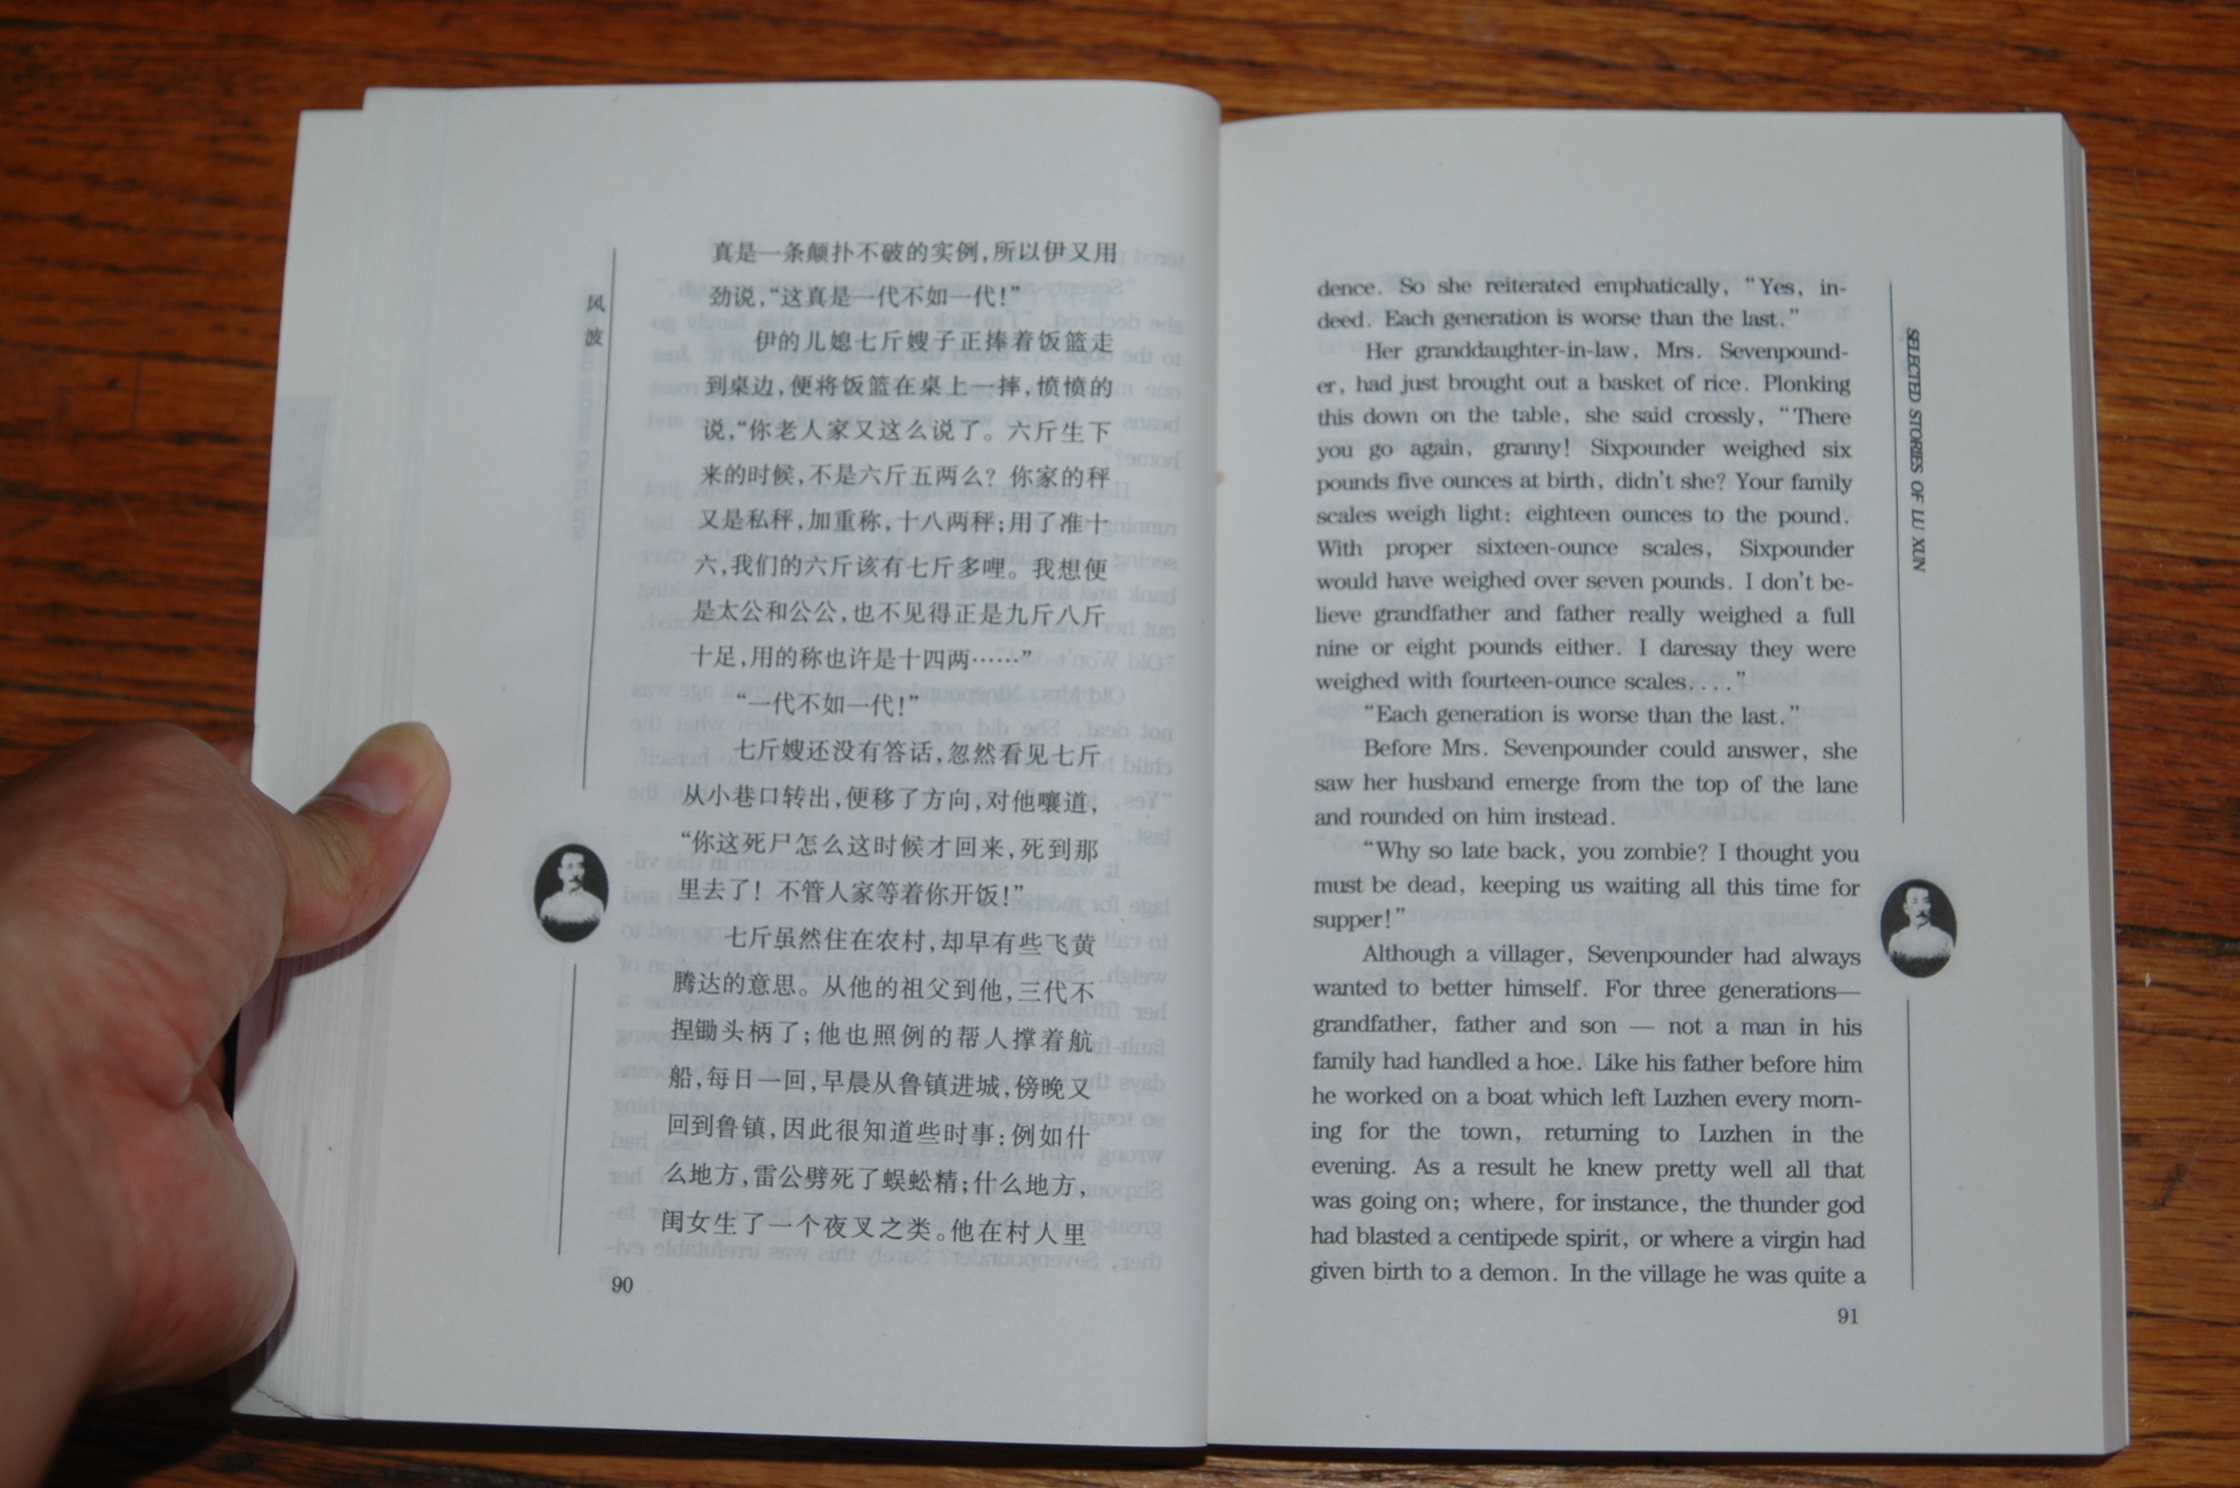 风
波
真是一条颠扑不破的实例,所以伊又用
劲说,“这真是一代不如一代!”
伊的儿媳七斤嫂子正捧着饭篮走
到桌边,便将饭篮在桌上一摔,愤愤的
说,“你老人家又这么说了。六斤生下
来的时候,不是六斤五两么?你家的秤
又是私秤,加重称,十八两秤;用了准十
六,我们的六斤该有七斤多哩。我想便
是太公和公公,也不见得正是九斤八斤
十足,用的称也许是十四两……”
“一代不如一代!”
七斤嫂还没有答话,忽然看见七斤
从小巷口转出,便移了方向,对他嚷道,
“你这死尸怎么这时候才回来,死到那
里去了!不管人家等着你开饭!”
七斤虽然住在农村,却早有些飞黄
腾达的意思。从他的祖父到他,三代不
捏锄头柄了;他也照例的帮人撑着航
船,每日一回,早晨从鲁镇进城,傍晚又
回到鲁镇,因此很知道些时事:例如什
么地方,雷公劈死了蜈蚣精;什么地方,
闺女生了一个夜叉之类。他在村人里
90
SELECTED STORIES OF LU XUN
dence. So she reiterated emphatically, “Yes, in-
deed. Each generation is worse than the last.”
Her granddaughter-in-law, Mrs. Sevenpound-
er, had just brought out a basket of rice. Plonking
this down on the table, she said crossly, “There
you go again, granny! Sixpounder weighed six
pounds five ounces at birth, didn't she? Your family
scales weigh light: eighteen ounces to the pound.
With proper sixteen-ounce scales, Sixpounder
would have weighed over seven pounds. I don't be-
lieve grandfather and father really weighed a full
nine or eight pounds either. I daresay they were
weighed with fourteen-ounce scales....”
“Each generation is worse than the last.”
Before Mrs. Sevenpounder could answer, she
saw her husband emerge from the top of the lane
and rounded on him instead.
“Why so late back, you zombie? I thought you
must be dead, keeping us waiting all this time for
supper!”
Although a villager, Sevenpounder had always
wanted to better himself. For three generations—
grandfather, father and son — not a man in his
family had handled a hoe. Like his father before him
he worked on a boat which left Luzhen every morn-
ing for the town, returning to Luzhen in the
evening. As a result he knew pretty well all that
was going on; where, for instance, the thunder god
had blasted a centipede spirit, or where a virgin had
given birth to a demon. In the village he was quite a
91